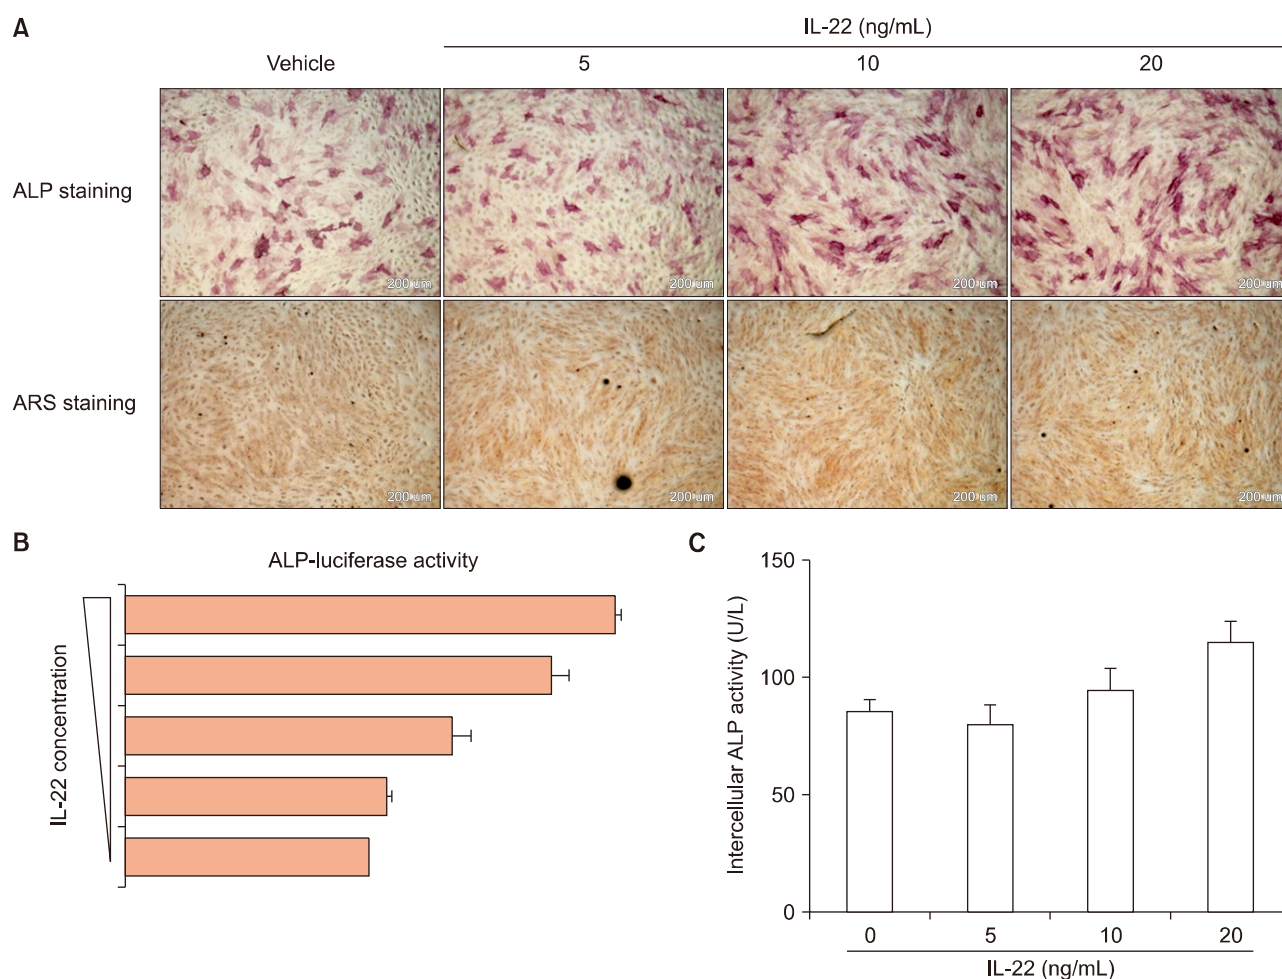 A
IL-22 (ng/mL)
Vehicle 5 10 20
ALP staining
200 um 200 um 200 um 200 um
ARS staining
200 um 200 um 200 um 200 um
B
ALP-luciferase activity
IL-22 concentration
C
Intercellular ALP activity (U/L)
150
100
50
0
0 5 10 20
IL-22 (ng/mL)